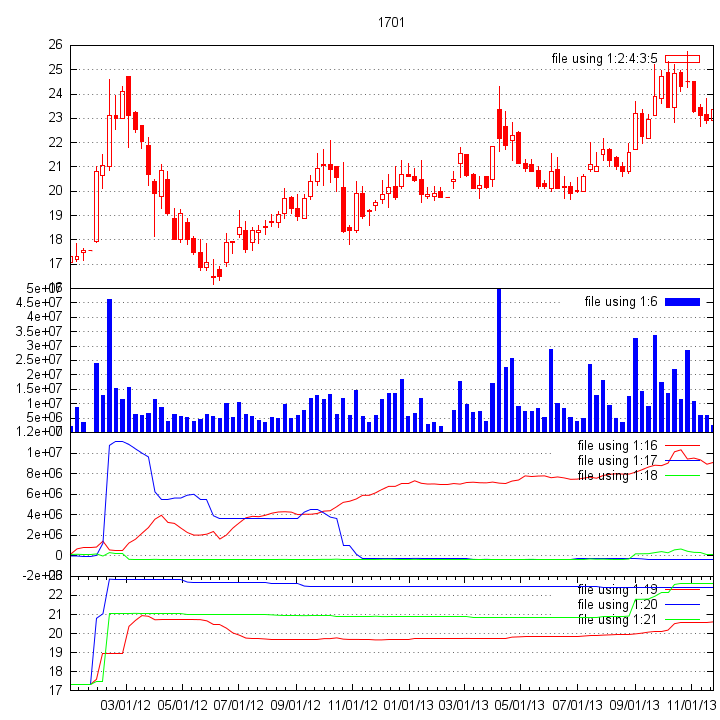 1701
26
file using 1:2:4:3:5
25
24
23
22
21
20
19
18
17
5e+07
file using 1:6
4.5e+07
4e+07
3.5e+07
3e+07
2.5e+07
2e+07
1.5e+07
1e+07
5e+06
file using 1:16
1e+07
file using 1:17
file using 1:18
8e+06
6e+06
4e+06
2e+06
0
-2e+06
file using 1:19
22
file using 1:20
21
file using 1:21
20
19
18
17
03/01/12 05/01/12 07/01/12 09/01/12 11/01/12 01/01/13 03/01/13 05/01/13 07/01/13 09/01/13 11/01/13